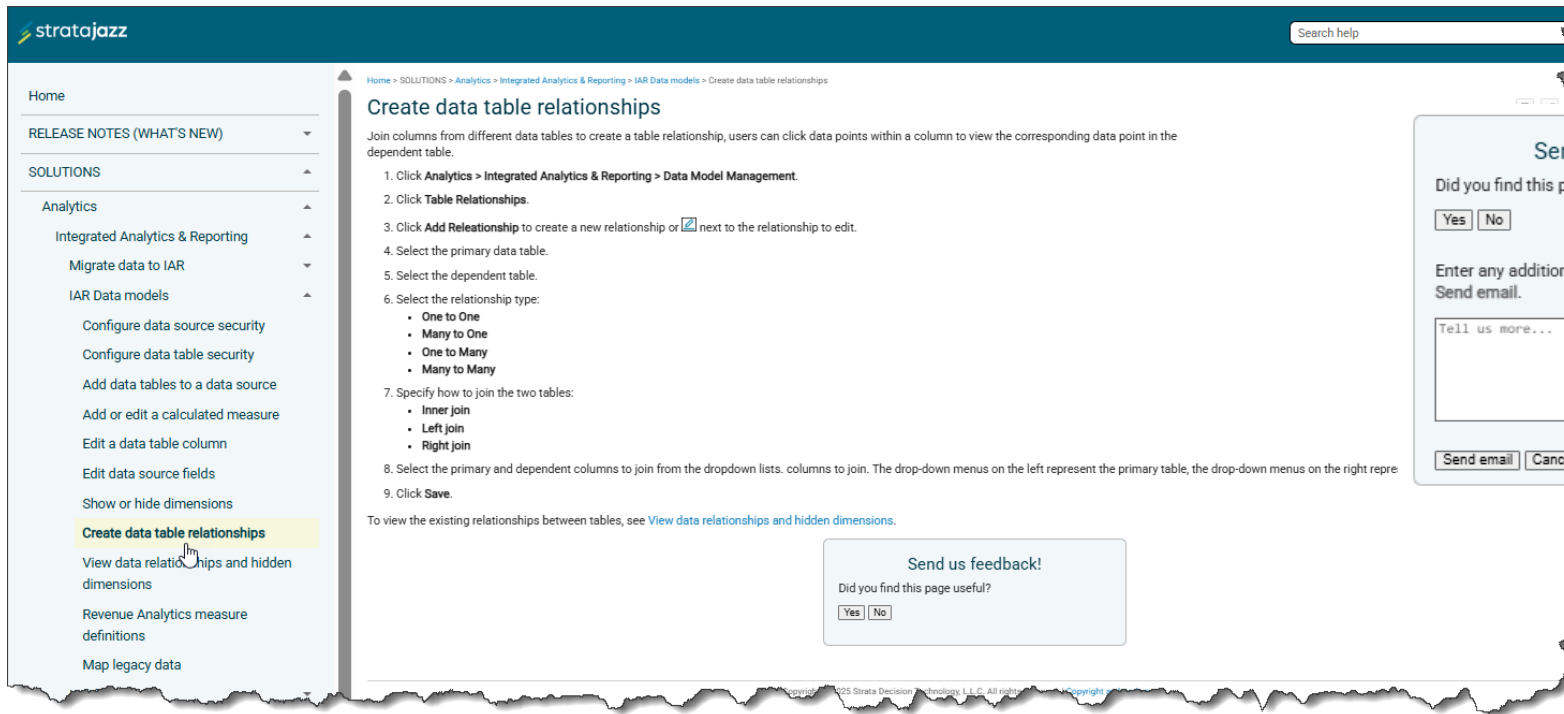 stratajazz
Search help
Home
RELEASE NOTES (WHAT'S NEW)
SOLUTIONS
Analytics
Integrated Analytics & Reporting
Migrate data to IAR
IAR Data models
Configure data source security
Configure data table security
Add data tables to a data source
Add or edit a calculated measure
Edit a data table column
Edit data source fields
Show or hide dimensions
Create data table relationships
View data relationships and hidden
dimensions
Revenue Analytics measure
definitions
Map legacy data
Home > SOLUTIONS > Analytics > Integrated Analytics & Reporting > IAR Data models > Create data table relationships
Create data table relationships
Join columns from different data tables to create a table relationship, users can click data points within a column to view the corresponding data point in the
dependent table.
1. Click Analytics > Integrated Analytics & Reporting > Data Model Management.
2. Click Table Relationships.
3. Click Add Releationship to create a new relationship or next to the relationship to edit.
4. Select the primary data table.
5. Select the dependent table.
6. Select the relationship type:
• One to One
• Many to One
• One to Many
• Many to Many
7. Specify how to join the two tables:
• Inner join
• Left join
• Right join
8. Select the primary and dependent columns to join from the dropdown lists. columns to join. The drop-down menus on the left represent the primary table, the drop-down menus on the right repre
9. Click Save.
To view the existing relationships between tables, see View data relationships and hidden dimensions.
Send us feedback!
Did you find this page useful?
Yes No
Did you find this
Yes No
Enter any
Send email.
Tell us more...
Send email
25 Strata Decision Technology, L.L.C. All Copyright